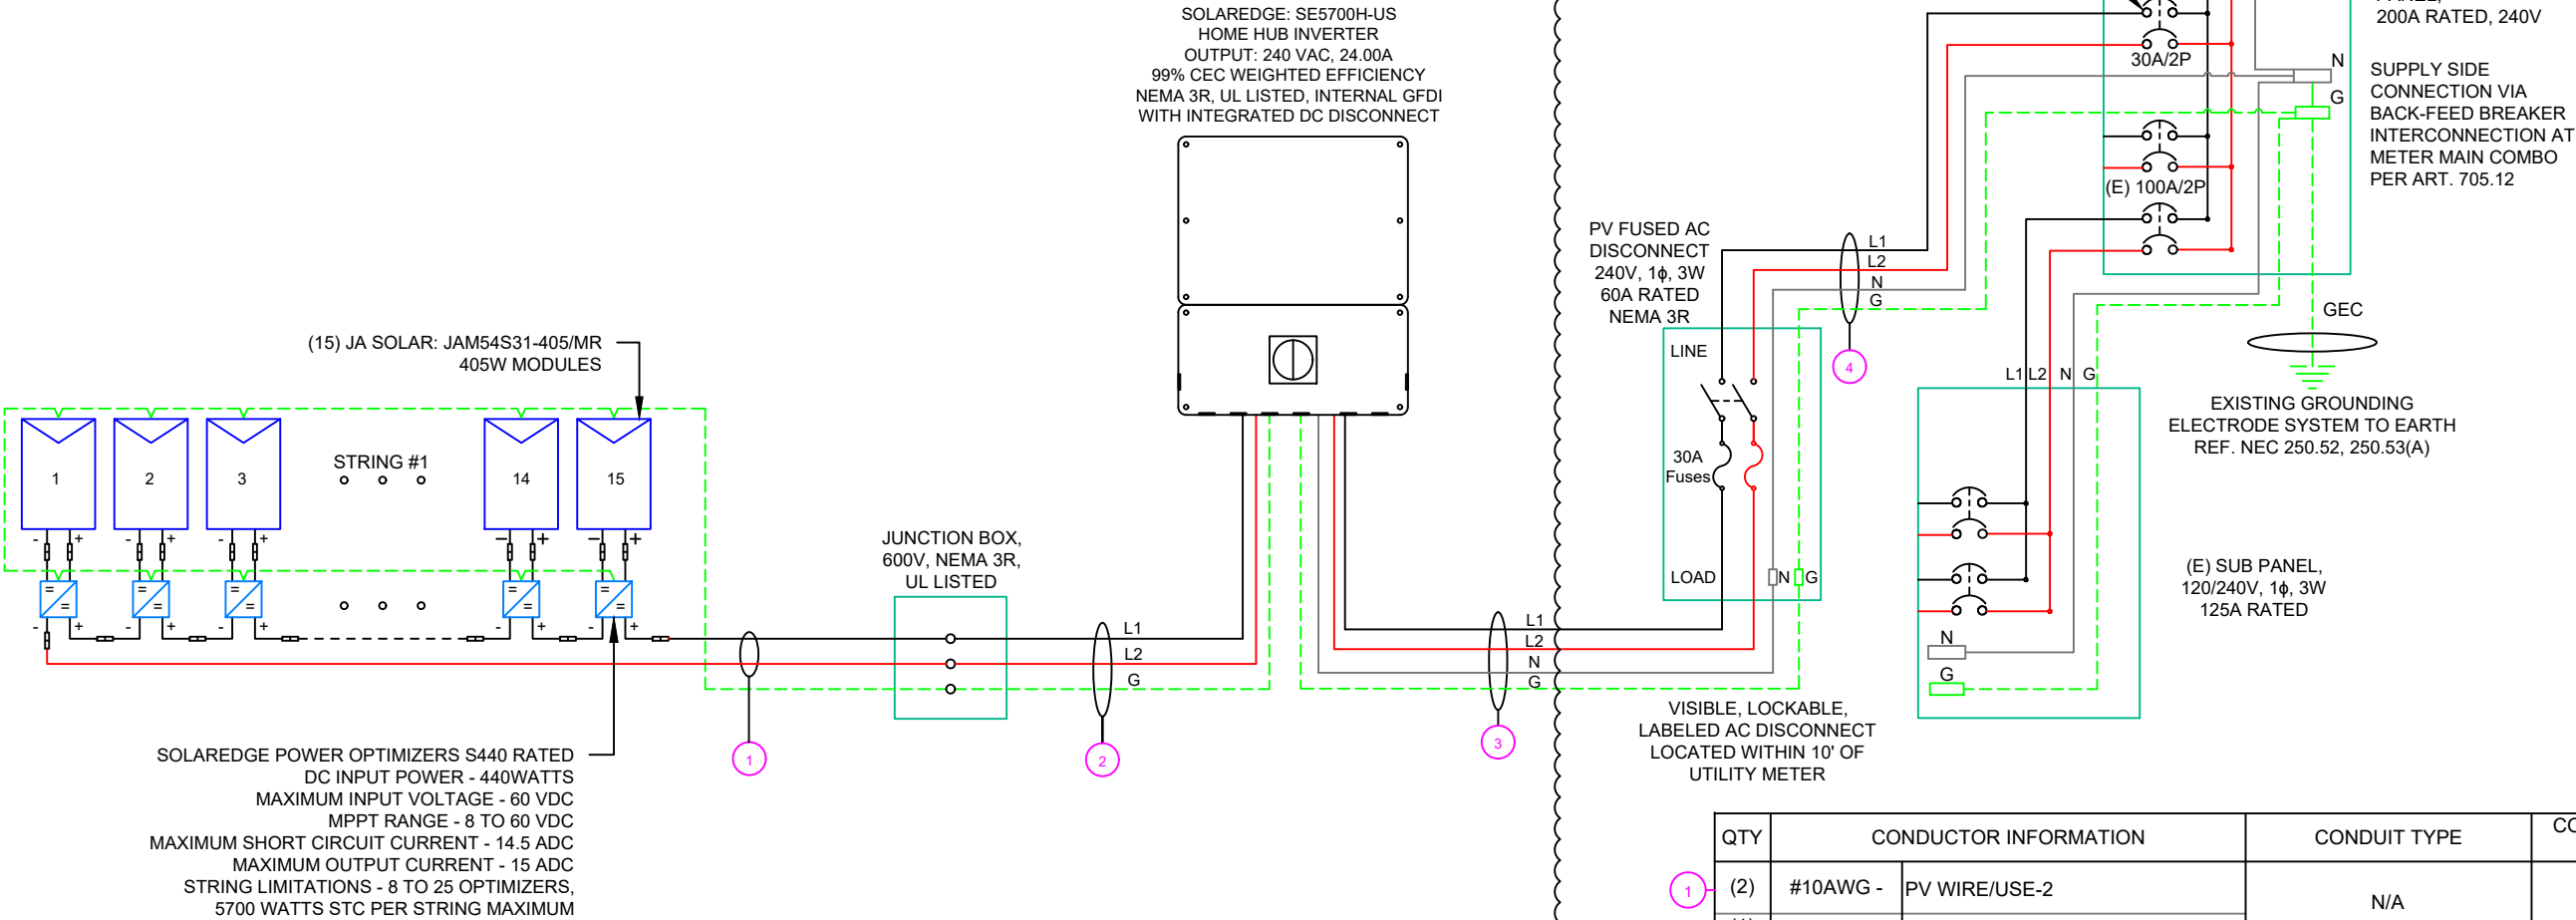 SOLAREDGE: SE5700H-US
HOME HUB INVERTER
OUTPUT: 240 VAC, 24.00A
99% CEC WEIGHTED EFFICIENCY
NEMA 3R, UL LISTED, INTERNAL GFDI
WITH INTEGRATED DC DISCONNECT
200A RATED, 240V
30A/2P
N
G
SUPPLY SIDE
CONNECTION VIA
BACK-FEED BREAKER
INTERCONNECTION AT
METER MAIN COMBO
PER ART. 705.12
(E) 100A/2P
PV FUSED AC
DISCONNECT
240V, 1ϕ, 3W
60A RATED
NEMA 3R
L1
L2
N
G
4
GEC
LINE
30A
Fuses
LOAD
N G
L1 L2 N G
EXISTING GROUNDING
ELECTRODE SYSTEM TO EARTH
REF. NEC 250.52, 250.53(A)
(15) JA SOLAR: JAM54S31-405/MR
405W MODULES
1
2
3
STRING #1
14
15
- + - + - + - + - +
= = = = = = = = = =
- + - + - + - + - +
JUNCTION BOX,
600V, NEMA 3R,
UL LISTED
L1
L2
G
L1
L2
N
G
(E) SUB PANEL,
120/240V, 1ϕ, 3W
125A RATED
N
G
1
2
3
VISIBLE, LOCKABLE,
LABELED AC DISCONNECT
LOCATED WITHIN 10' OF
UTILITY METER
SOLAREDGE POWER OPTIMIZERS S440 RATED
DC INPUT POWER - 440WATTS
MAXIMUM INPUT VOLTAGE - 60 VDC
MPPT RANGE - 8 TO 60 VDC
MAXIMUM SHORT CIRCUIT CURRENT - 14.5 ADC
MAXIMUM OUTPUT CURRENT - 15 ADC
STRING LIMITATIONS - 8 TO 25 OPTIMIZERS,
5700 WATTS STC PER STRING MAXIMUM
QTY CONDUCTOR INFORMATION CONDUIT TYPE CO
1 (2) #10AWG - PV WIRE/USE-2 N/A